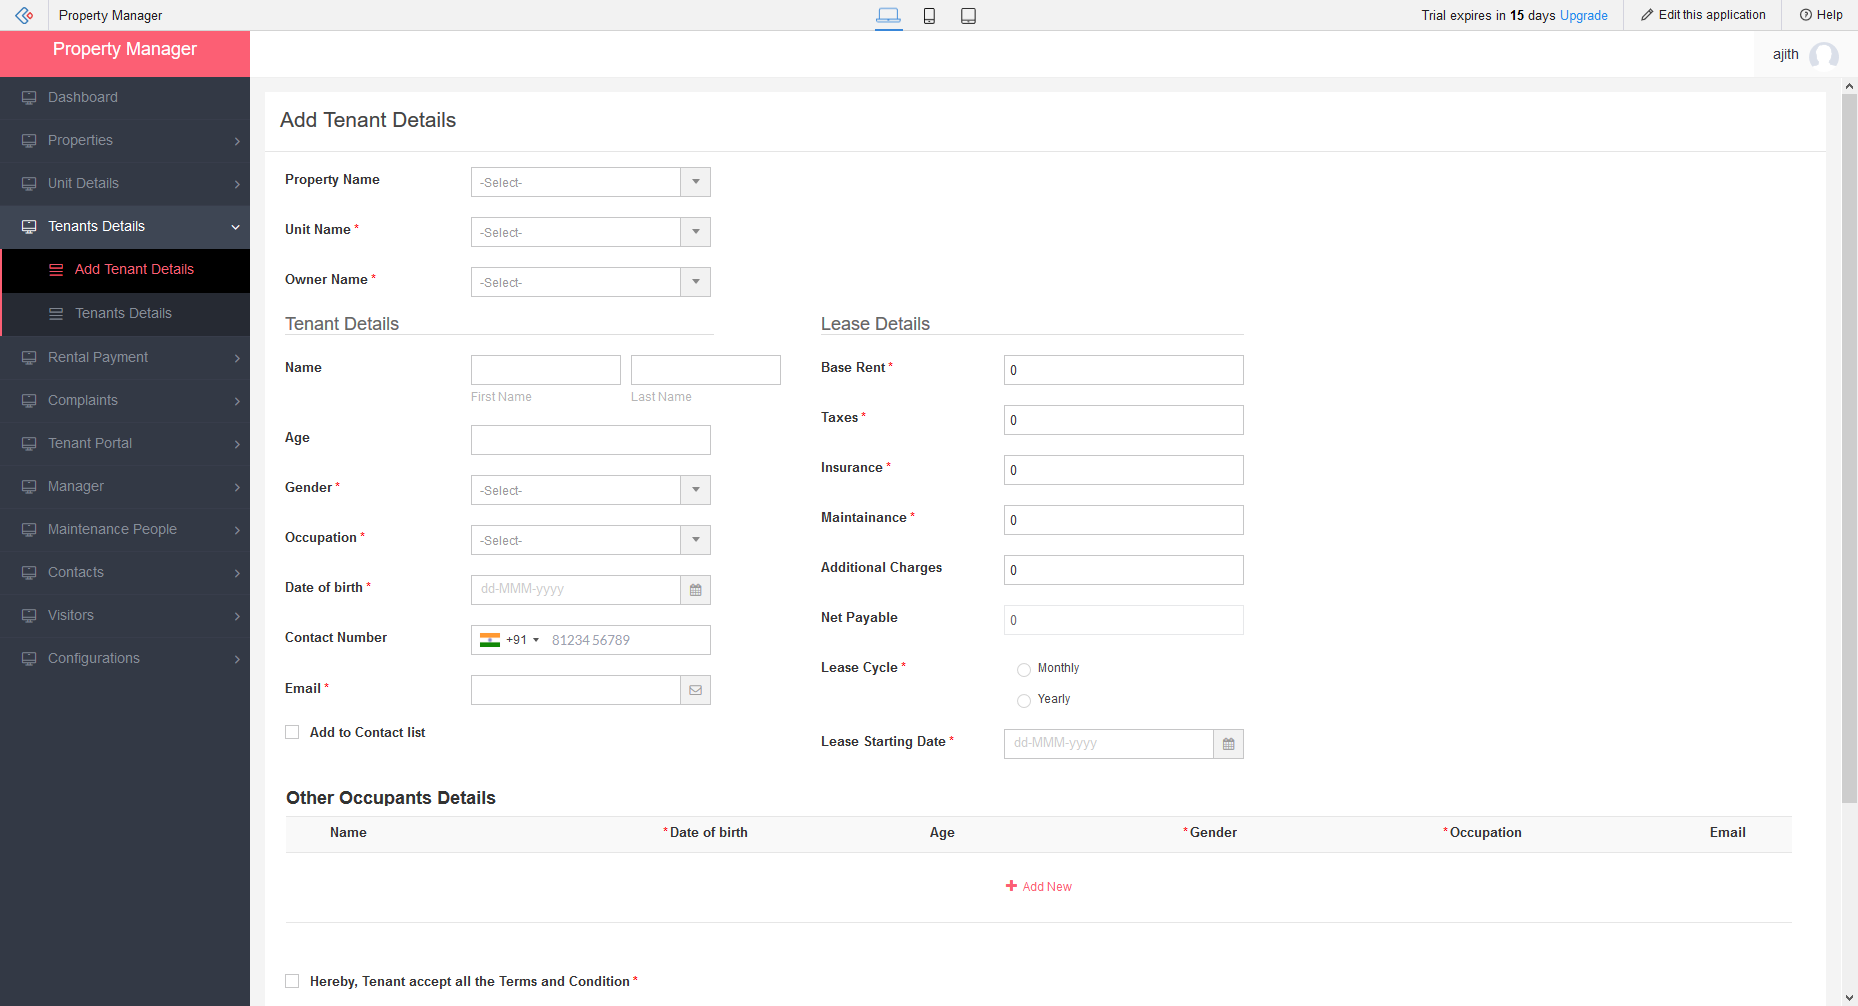 Property Manager
Trial expires in 15 days Upgrade
Edit this application
Help
Property Manager
ajith
Dashboard
Properties
Unit Details
Tenants Details
Add Tenant Details
Tenants Details
Rental Payment
Complaints
Tenant Portal
Manager
Maintenance People
Contacts
Visitors
Configurations
Add Tenant Details
Property Name
-Select-
Unit Name *
-Select-
Owner Name *
-Select-
Tenant Details
Name
First Name
Last Name
Age
Gender *
-Select-
Occupation *
-Select-
Date of birth *
dd-MMM-yyyy
Contact Number
+91 8123456789
Email *
Add to Contact list
Lease Details
Base Rent *
0
Taxes *
0
Insurance *
0
Maintainance *
0
Additional Charges
0
Net Payable
0
Lease Cycle *
Monthly
Yearly
Lease Starting Date *
dd-MMM-yyyy
Other Occupants Details
Name * Date of birth Age * Gender * Occupation Email
+ Add New
Hereby, Tenant accept all the Terms and Condition *